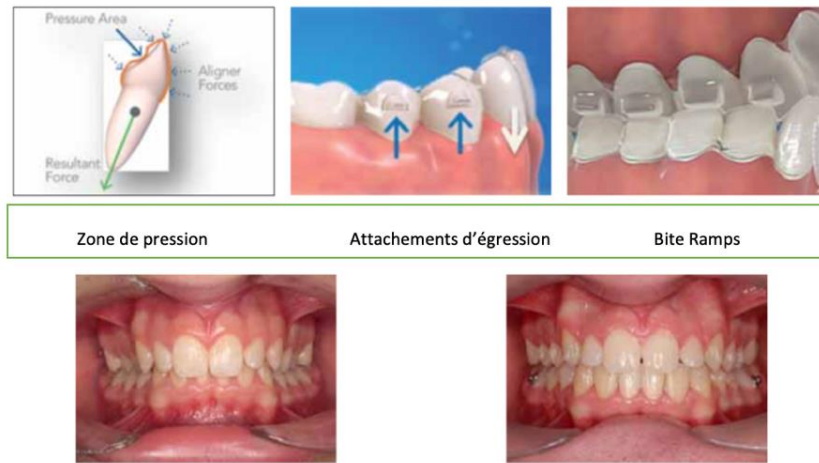 Pressure Area
Aligner
Forces
Resultant
Force
Zone de pression
Attachements d'égression
Bite Ramps